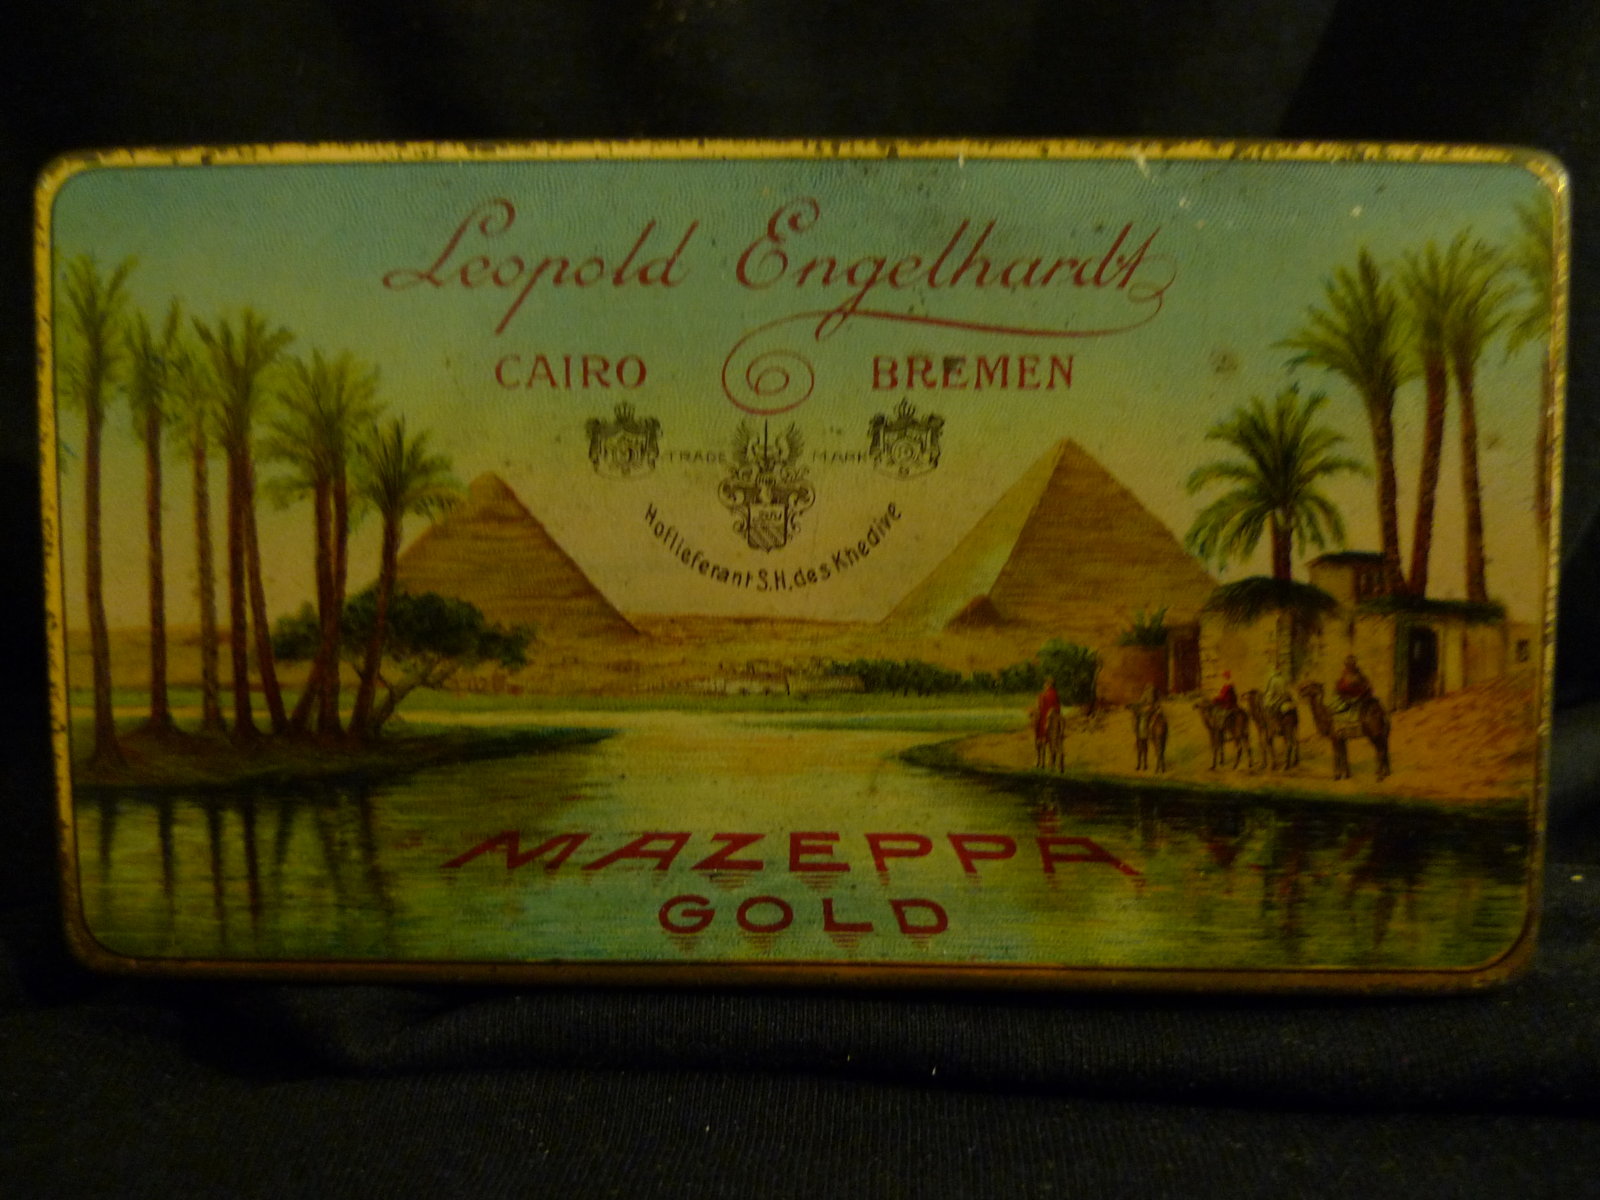 Leopold Engelhardt
CAIRO BREMEN
TRADE MARK
Hoflieferant S.H. des Khedive
MAZEPPA
GOLD